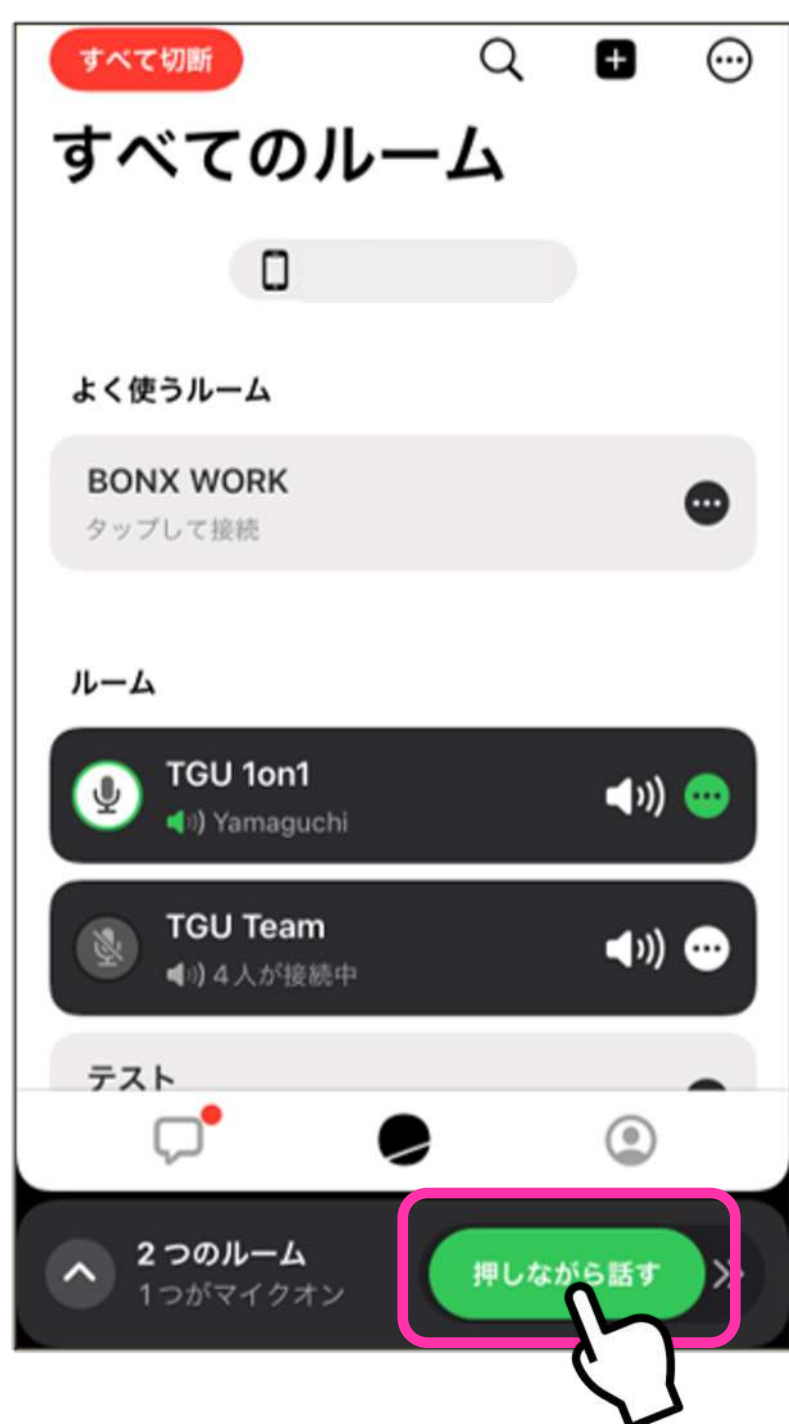 すべて切断
すべてのルーム
よく使うルーム
BONX WORK
タップして接続
ルーム
TGU 1on1
Yamaguchi
TGU Team
4人が接続中
テスト
2つのルーム
1つがマイクオン
押しながら話す